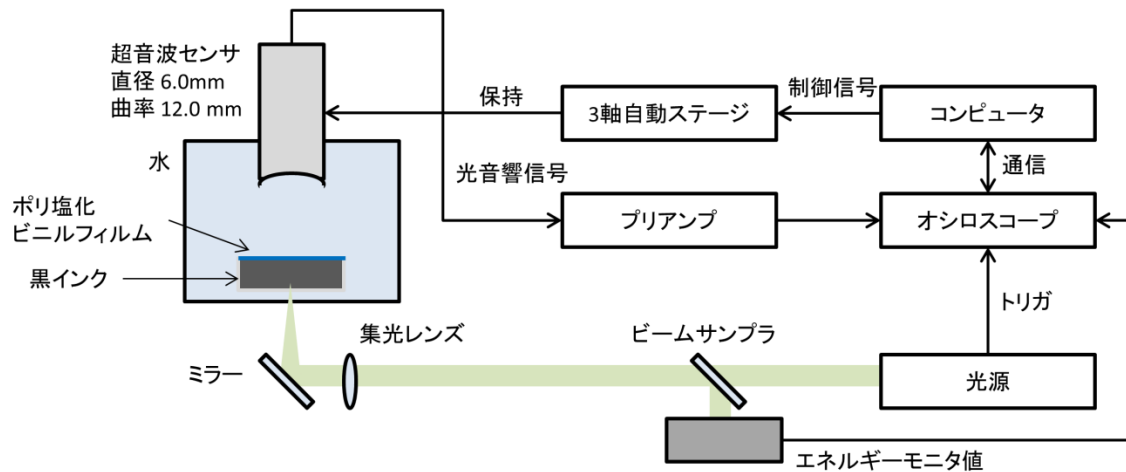 超音波センサ
直径 6.0mm
曲率 12.0 mm
水
保持
3軸自動ステージ
制御信号
コンピュータ
通信
光音響信号
プリアンプ
オシロスコープ
ポリ塩化
ビニルフィルム
黒インク
トリガ
集光レンズ
ビームサンプラ
ミラー
光源
エネルギーモニタ値